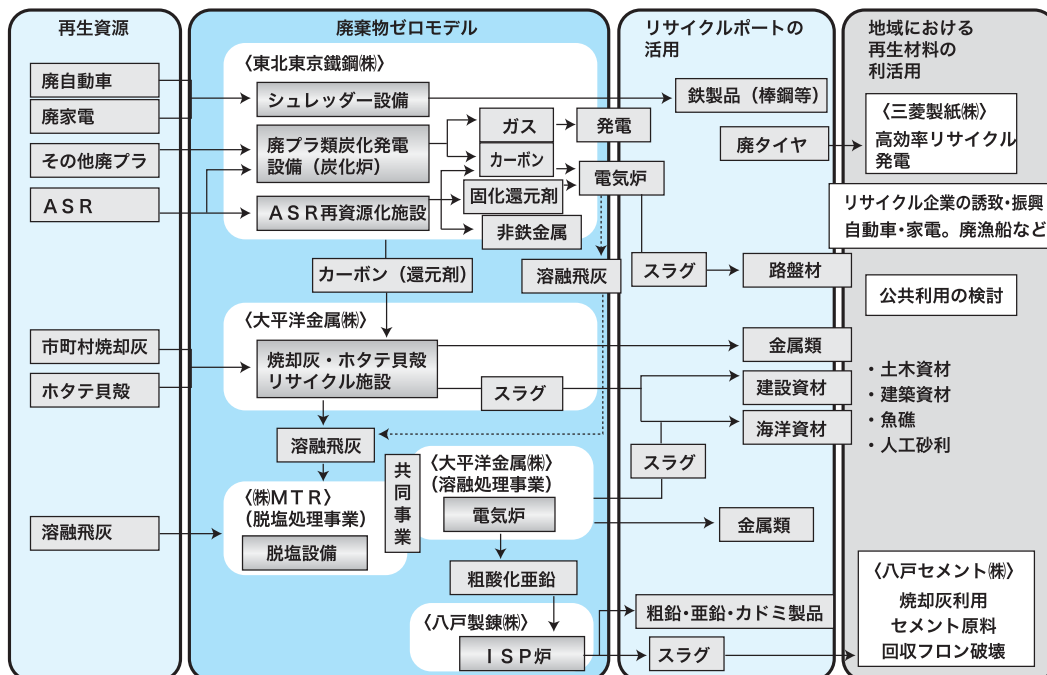 再生資源
廃自動車
廃家電
その他廃プラ
ASR
市町村焼却灰
ホタテ貝殻
溶融飛灰
廃棄物ゼロモデル
〈東北東京鐵鋼㈱〉
シュレッダー設備
廃プラ類炭化発電
設備（炭化炉）
ASR再資源化施設
ガス
発電
カーボン
固化還元剤
電気炉
非鉄金属
カーボン（還元剤）
溶融飛灰
〈大平洋金属㈱〉
焼却灰・ホタテ貝殻
リサイクル施設
スラグ
溶融飛灰
〈㈱MTR〉
（脱塩処理事業）
脱塩設備
共同事業
〈大平洋金属㈱〉
（溶融処理事業）
電気炉
粗酸化亜鉛
〈八戸製錬㈱〉
ISP炉
リサイクルポートの
活用
鉄製品（棒鋼等）
廃タイヤ
スラグ
路盤材
金属類
建設資材
海洋資材
スラグ
金属類
粗鉛・亜鉛・カドミ製品
スラグ
地域における
再生材料の
利活用
〈三菱製紙㈱〉
高効率リサイクル
発電
リサイクル企業の誘致・振興
自動車・家電。廃漁船など
公共利用の検討
・土木資材
・建築資材
・魚礁
・人工砂利
〈八戸セメント㈱〉
焼却灰利用
セメント原料
回収フロン破壊